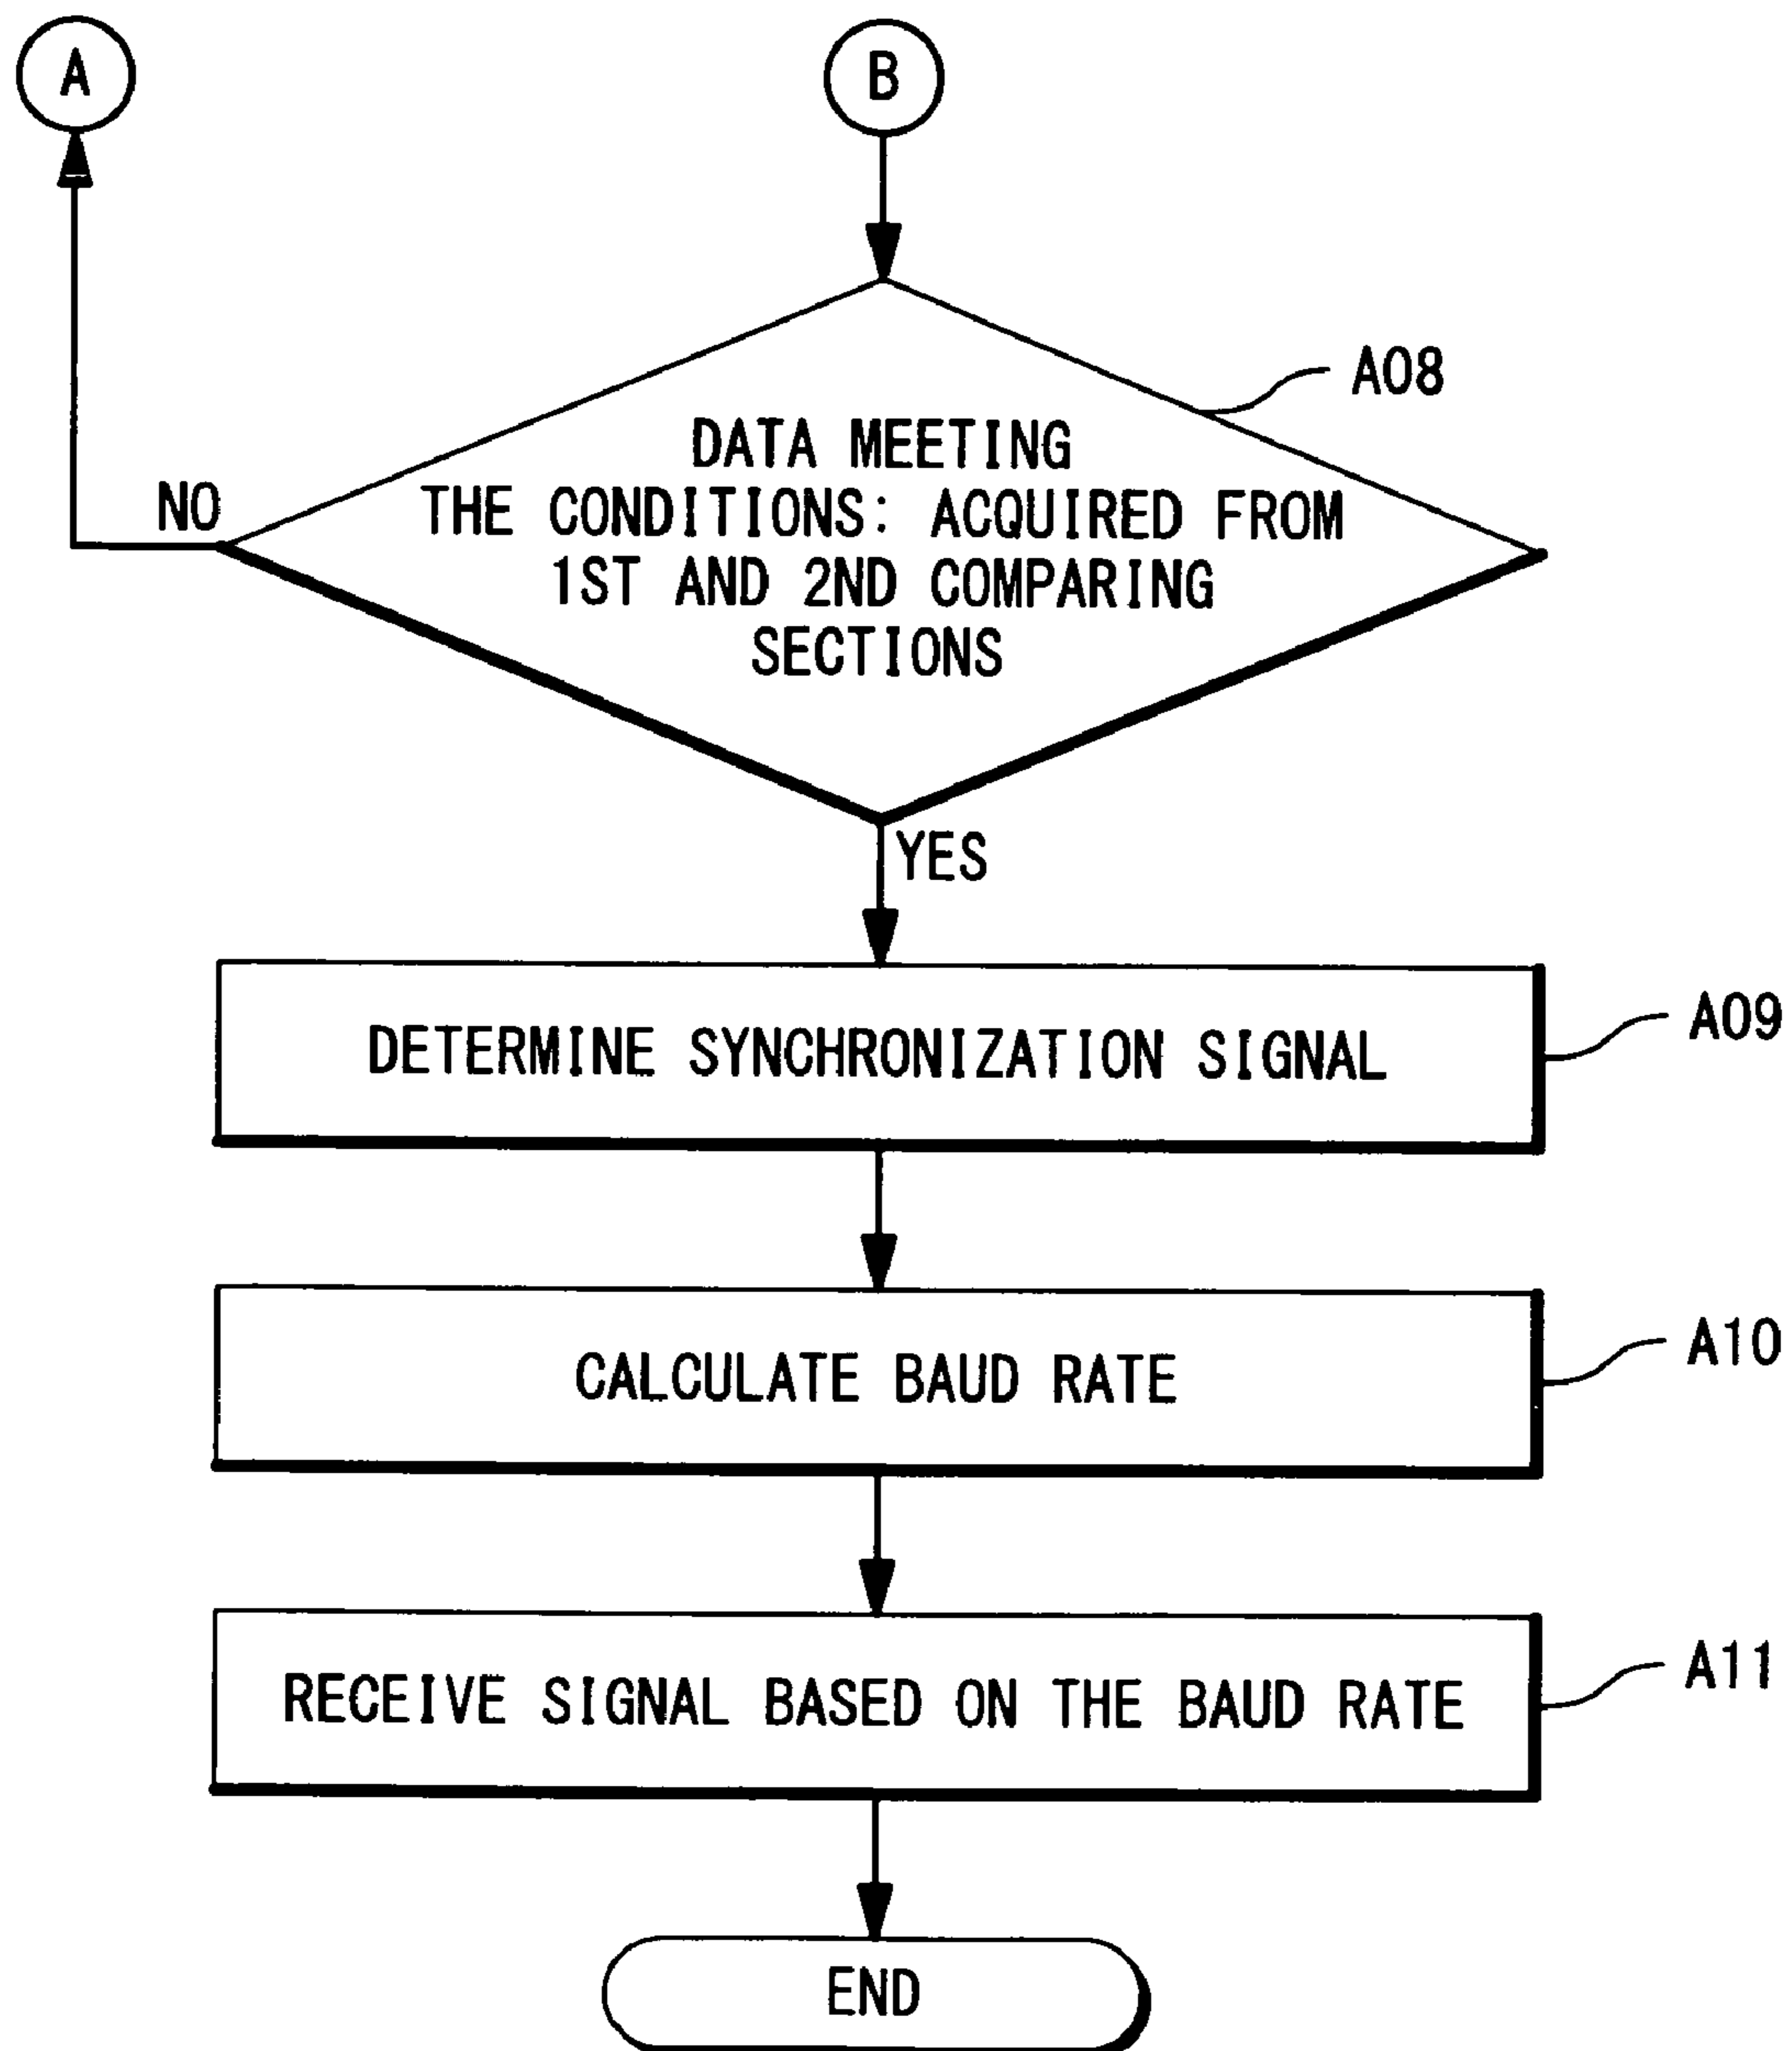 A
B
A08
DATA MEETING
THE CONDITIONS: ACQUIRED FROM
1ST AND 2ND COMPARING
SECTIONS
NO
YES
DETERMINE SYNCHRONIZATION SIGNAL
A09
CALCULATE BAUD RATE
A10
RECEIVE SIGNAL BASED ON THE BAUD RATE
A11
END